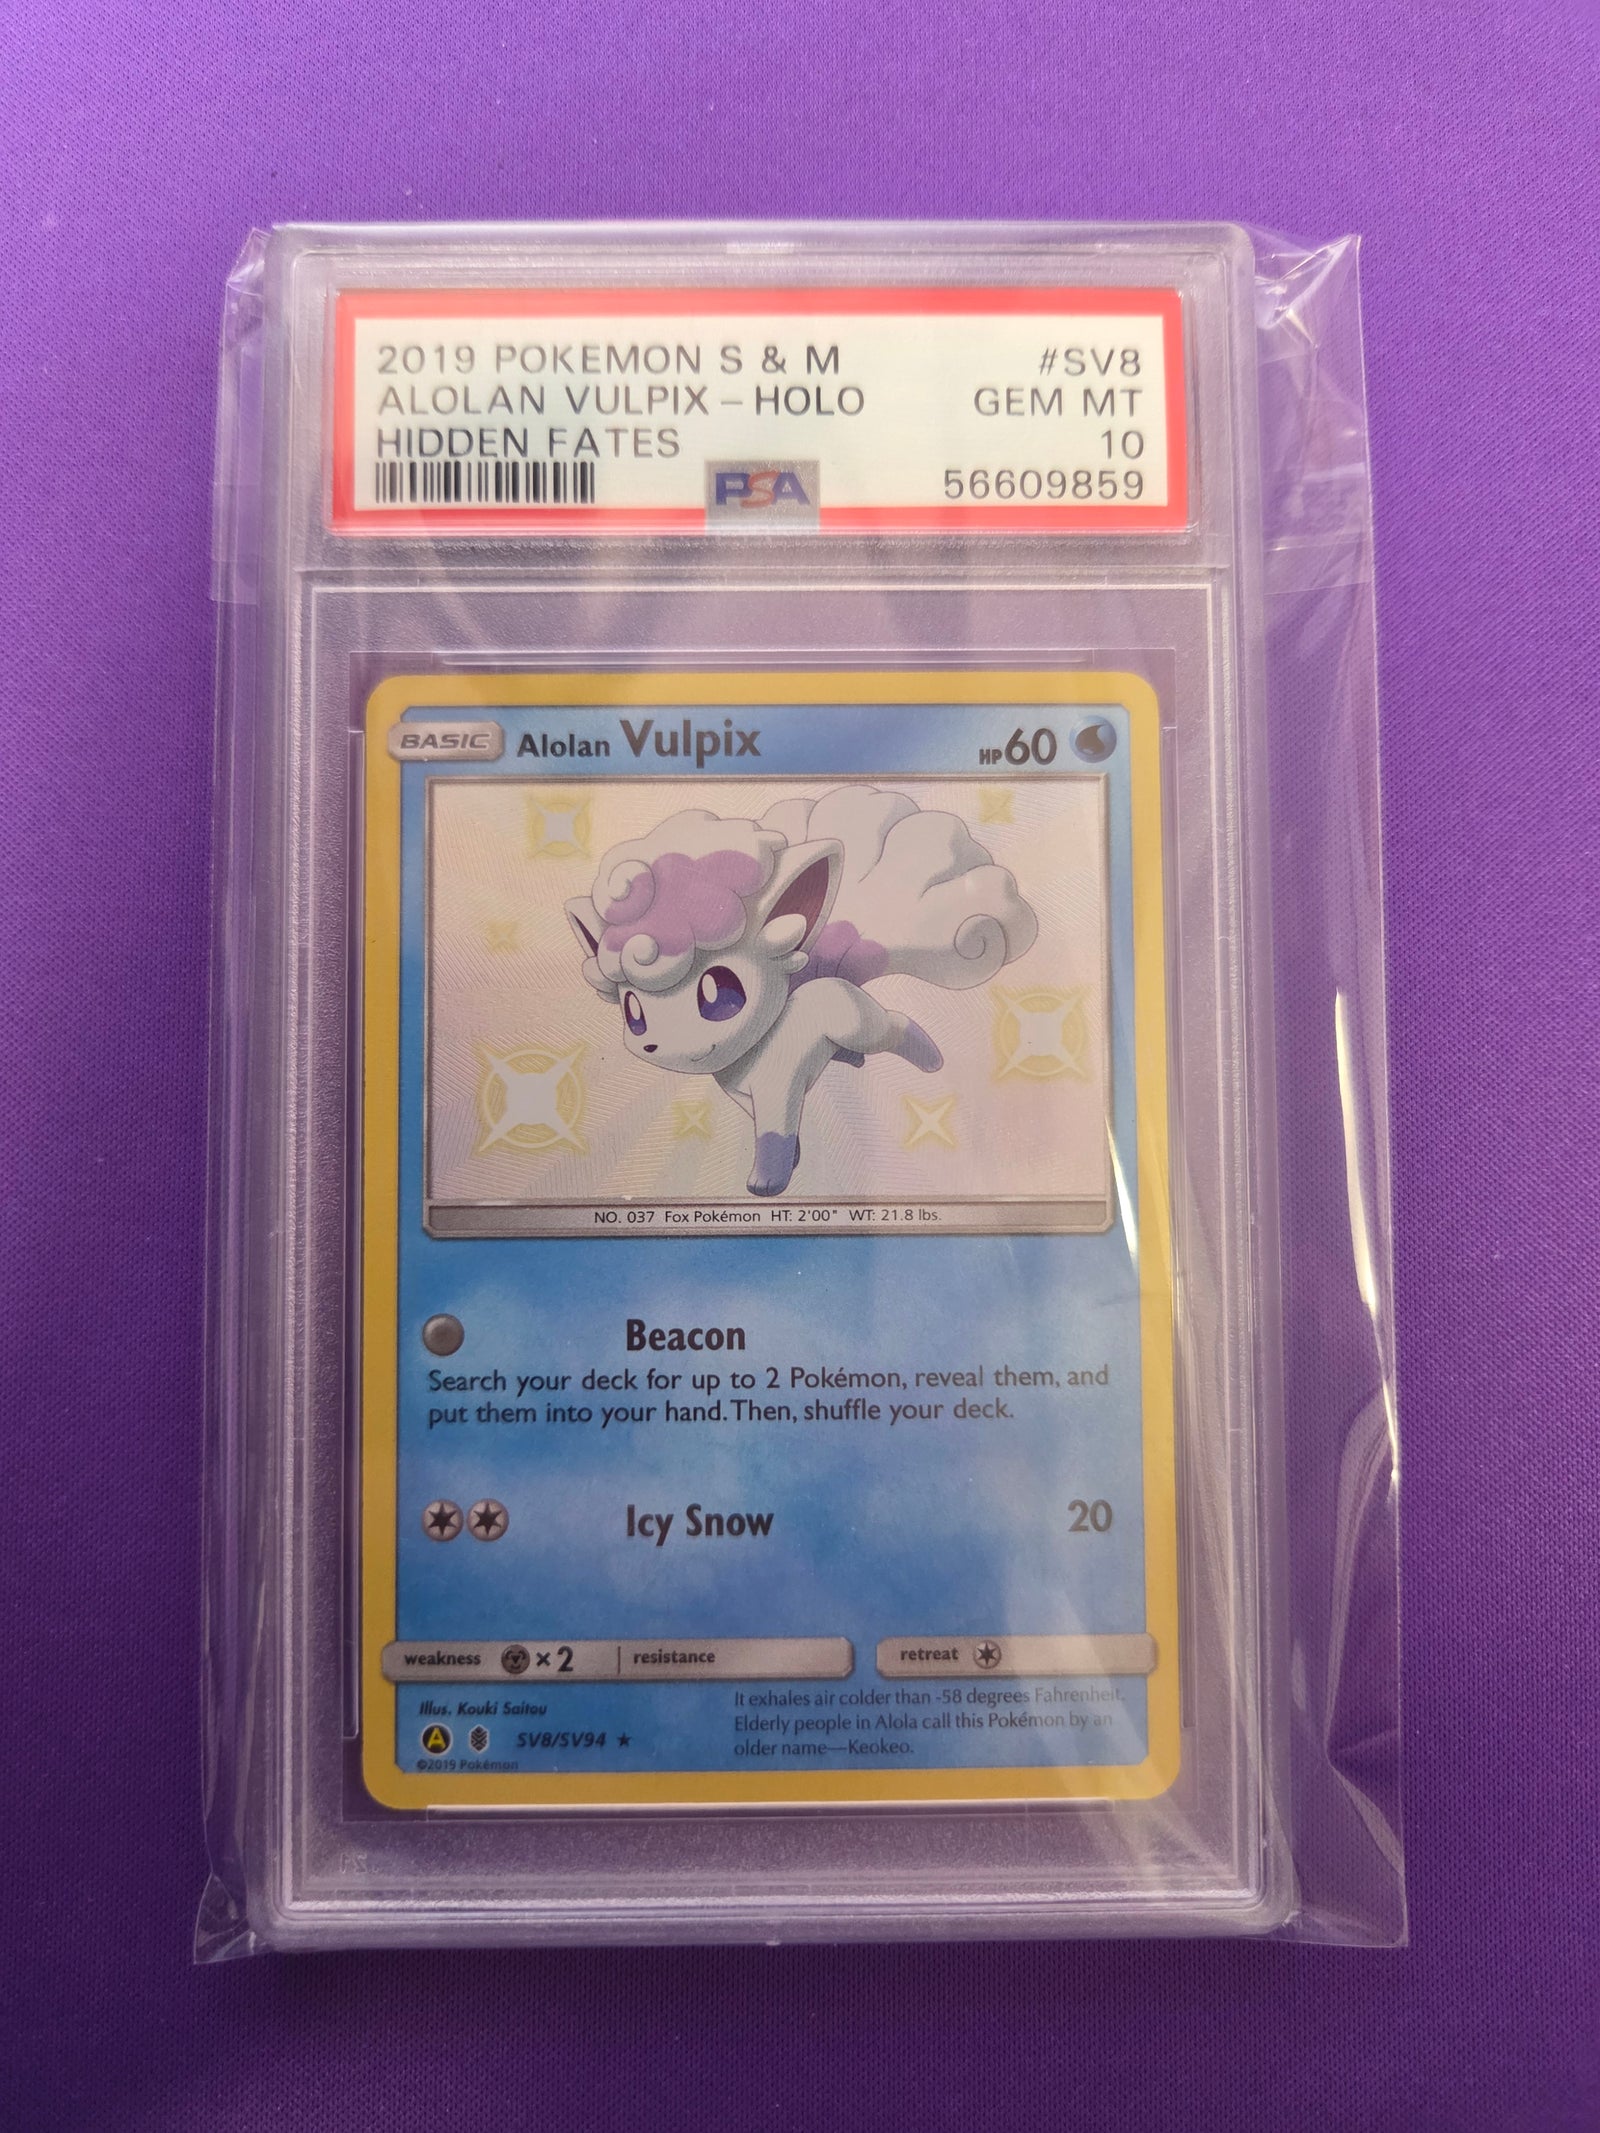 2019 POKEMON S & M #SV8
ALOLAN VULPIX – HOLO GEM MT
HIDDEN FATES 10
PSA 56609859
BASIC Alolan Vulpix HP60
NO. 037 Fox Pokémon HT: 2'00" WT: 21.8 lbs.
Beacon
Search your deck for up to 2 Pokémon, reveal them, and
put them into your hand. Then, shuffle your deck.
Icy Snow 20
weakness ×2 resistance retreat
Illus. Kouki Saitou
It exhales air colder than -58 degrees Fahrenheit.
Elderly people in Alola call this Pokémon by an
older name—Keokeo.
A SV8/SV94
©2019 Pokémon